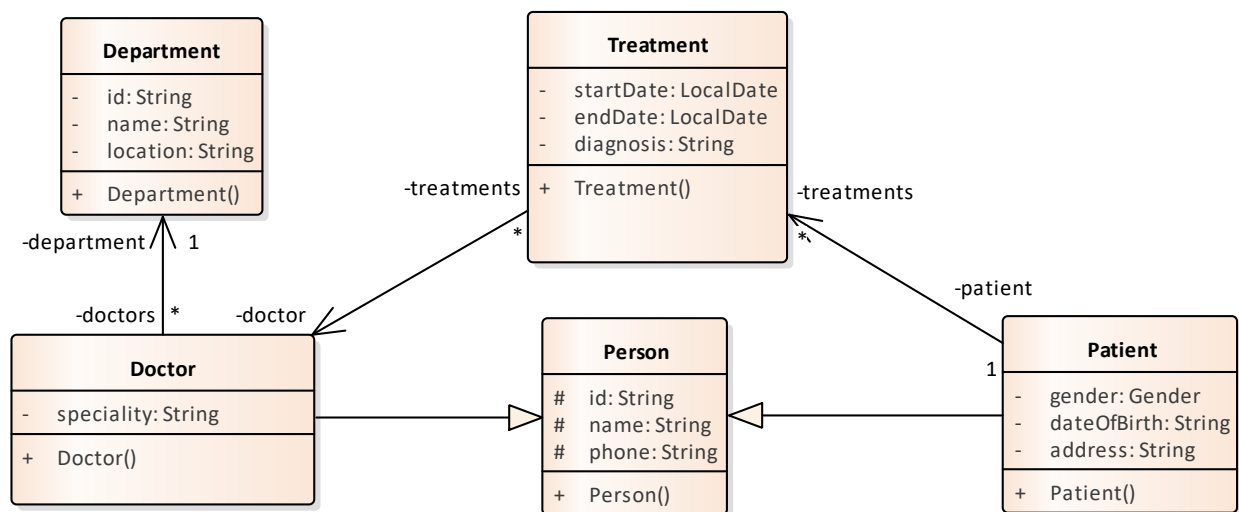 Department
- id: String
- name: String
- location: String
+ Department()
Treatment
- startDate: LocalDate
- endDate: LocalDate
- diagnosis: String
+ Treatment()
-treatments
*
-treatments
*
-department
1
-doctors
*
-doctor
-patient
1
Doctor
- speciality: String
+ Doctor()
Person
# id: String
# name: String
# phone: String
+ Person()
Patient
- gender: Gender
- dateOfBirth: String
- address: String
+ Patient()